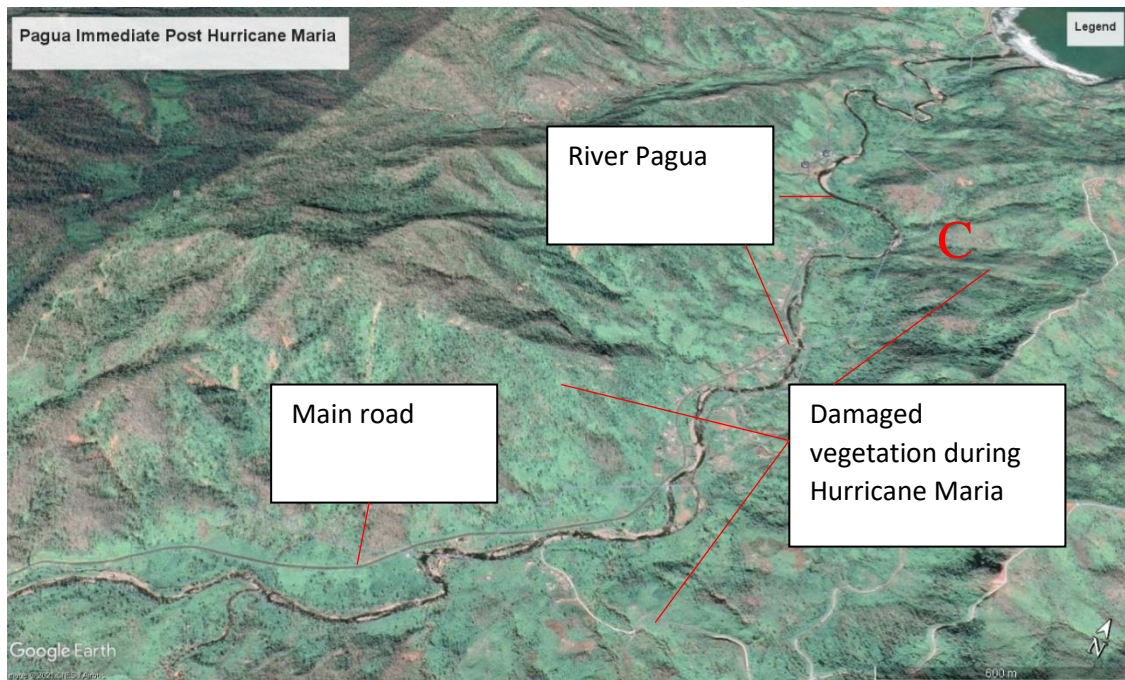 Pagua Immediate Post Hurricane Maria
Legend
River Pagua
C
Main road
Damaged
vegetation during
Hurricane Maria
Google Earth
N
600 m